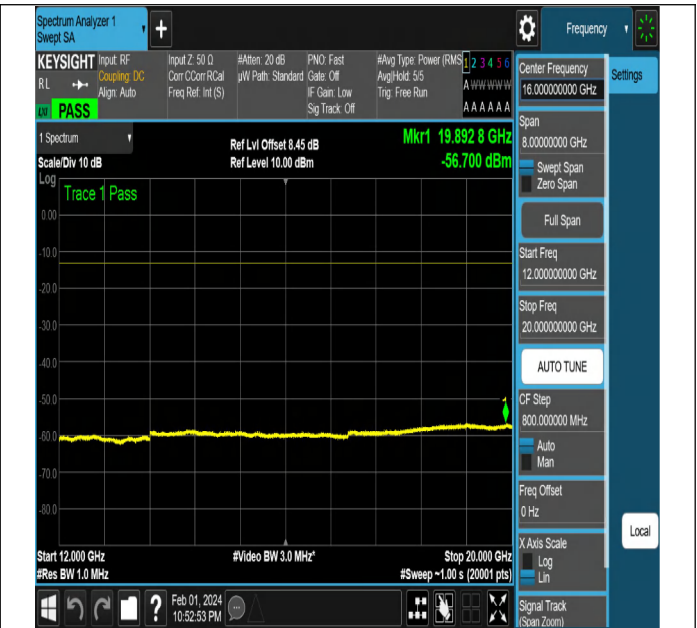 Spectrum Analyzer 1
Swept SA
+
Frequency
KEYSIGHT
Input: RF
Input Z: 50 Ω
#Atten: 20 dB
PNO: Fast
#Avg Type: Power (RMS
1 2 3 4 5 6
RL
Coupling: DC
Corr CCorr RCal
µW Path: Standard
Gate: Off
Avg|Hold: 5/5
A W W W W W
Align: Auto
Freq Ref: Int (S)
IF Gain: Low
Trig: Free Run
Sig Track: Off
A A A A A A
PASS
1 Spectrum
Ref Lvl Offset 8.45 dB
Mkr1 19.892 8 GHz
Scale/Div 10 dB
Ref Level 10.00 dBm
-56.700 dBm
Log
Trace 1 Pass
0.00
-10.0
-20.0
-30.0
-40.0
-50.0
-60.0
-70.0
-80.0
1
Start 12.000 GHz
#Video BW 3.0 MHz*
Stop 20.000 GHz
#Res BW 1.0 MHz
#Sweep ~1.00 s (20001 pts)
Center Frequency
16.000000000 GHz
Settings
Span
8.00000000 GHz
Swept Span
Zero Span
Full Span
Start Freq
12.000000000 GHz
Stop Freq
20.000000000 GHz
AUTO TUNE
CF Step
800.000000 MHz
Auto
Man
Freq Offset
0 Hz
X Axis Scale
Log
Lin
Local
Signal Track
(Span Zoom)
?
Feb 01, 2024
10:52:53 PM